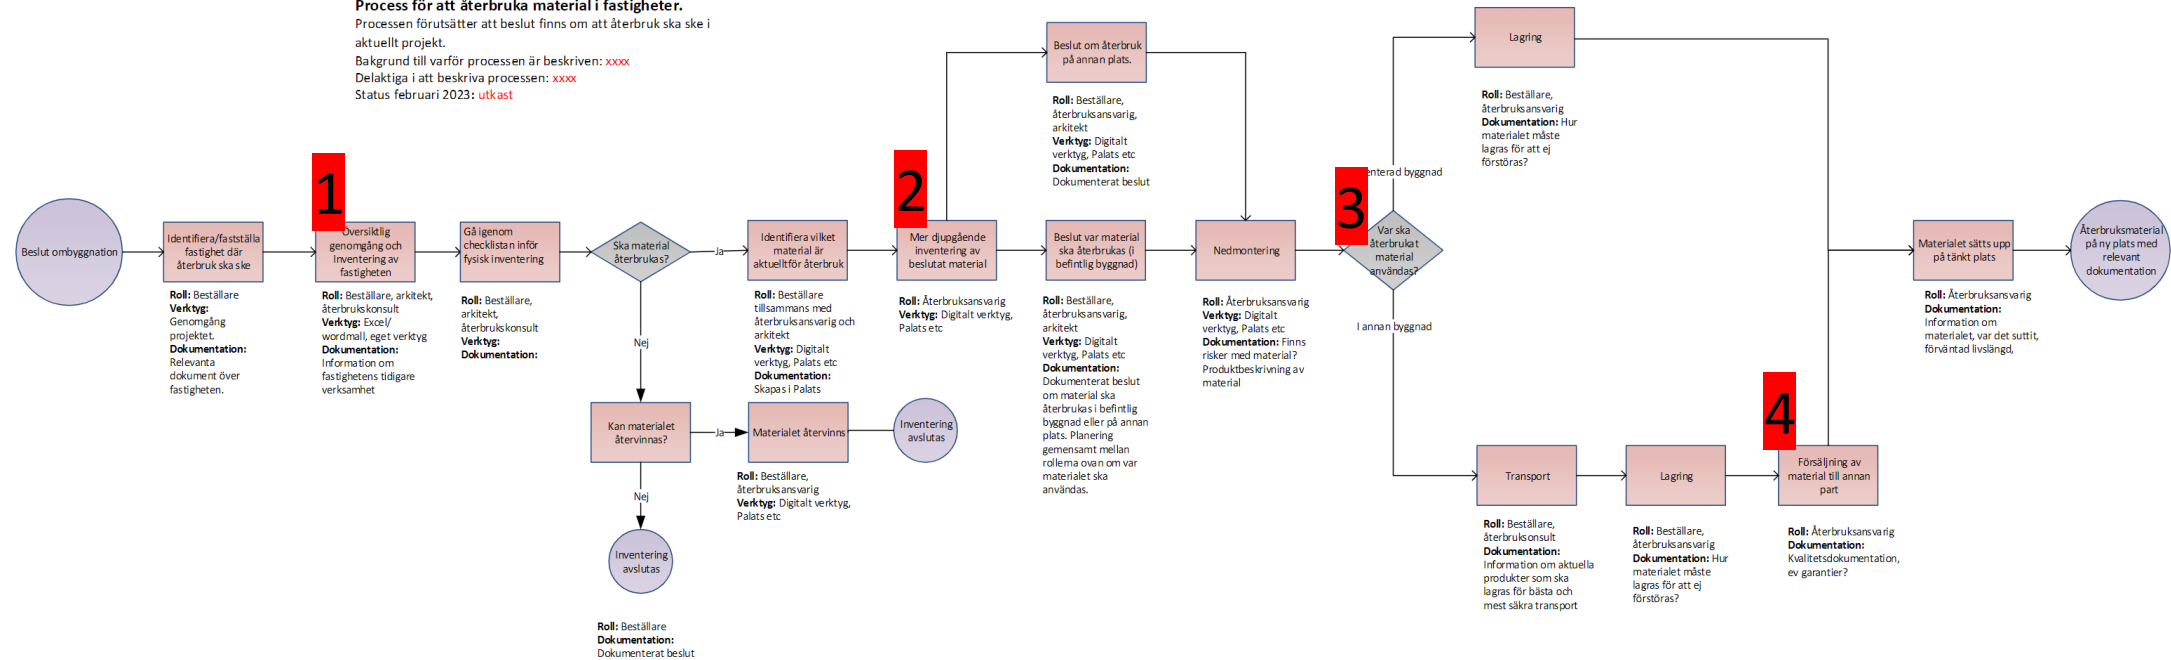 Process för att återbruka material i fastigheter.
Processen förutsätter att beslut finns om att återbruk ska ske i
aktuellt projekt.
Bakgrund till varför processen är beskriven: xxxx
Delaktiga i att beskriva processen: xxxx
Status februari 2023: utkast
Beslut ombyggnation
Identifiera/fastställa
fastighet där
återbruk ska ske
Roll: Beställare
Verktyg:
Genomgång
projektet.
Dokumentation:
Relevanta
dokument över
fastigheten.
1
Översiktlig
genomgång och
Inventering av
fastigheten
Roll: Beställare, arkitekt,
återbrukskonsult
Verktyg: Excel/
wordmall, eget verktyg
Dokumentation:
Information om
fastighetens tidigare
verksamhet
Gå igenom
checklistan inför
fysisk inventering
Roll: Beställare,
arkitekt,
återbrukskonsult
Verktyg:
Dokumentation:
Ska material
återbrukas?
Ja
Nej
Kan materialet
återvinnas?
Ja
Materialet återvinns
Roll: Beställare,
återbruksansvarig
Verktyg: Digitalt verktyg,
Palats etc
Inventering
avslutas
Nej
Inventering
avslutas
Roll: Beställare
Dokumentation:
Dokumenterat beslut
Identifiera vilket
material är
aktuelltför återbruk
Roll: Beställare
tillsammans med
återbruksansvarig och
arkitekt
Verktyg: Digitalt
verktyg, Palats etc
Dokumentation:
Skapas i Palats
2
Mer djupgående
inventering av
beslutat material
Roll: Återbruksansvarig
Verktyg: Digitalt verktyg,
Palats etc
Beslut om återbruk
på annan plats.
Roll: Beställare,
återbruksansvarig,
arkitekt
Verktyg: Digitalt
verktyg, Palats etc
Dokumentation:
Dokumenterat beslut
Beslut var material
ska återbrukas (i
befintlig byggnad)
Roll: Beställare,
återbruksansvarig,
arkitekt
Verktyg: Digitalt
verktyg, Palats etc
Dokumentation:
Dokumenterat beslut
om material ska
återbrukas i befintlig
byggnad eller på annan
plats. Planering
gemensamt mellan
rollerna ovan om var
materialet ska
användas.
Nedmontering
Roll: Återbruksansvarig
Verktyg: Digitalt
verktyg, Palats etc
Dokumentation: Finns
risker med material?
Produktbeskrivning av
material
3
Var ska
återbrukat
material
användas?
enterad byggnad
Lagring
Roll: Beställare,
återbruksansvarig
Dokumentation: Hur
materialet måste
lagras för att ej
förstöras?
I annan byggnad
Transport
Roll: Beställare,
återbruksonsult
Dokumentation:
Information om aktuella
produkter som ska
lagras för bästa och
mest säkra transport
Lagring
Roll: Beställare,
återbruksansvarig
Dokumentation: Hur
materialet måste
lagras för att ej
förstöras?
4
Försäljning av
material till annan
part
Roll: Återbruksansvarig
Dokumentation:
Kvalitetsdokumentation,
ev garantier?
Materialet sätts upp
på tänkt plats
Roll: Återbruksansvarig
Dokumentation:
Information om
materialet, var det suttit,
förväntad livslängd,
Återbruksmaterial
på ny plats med
relevant
dokumentation